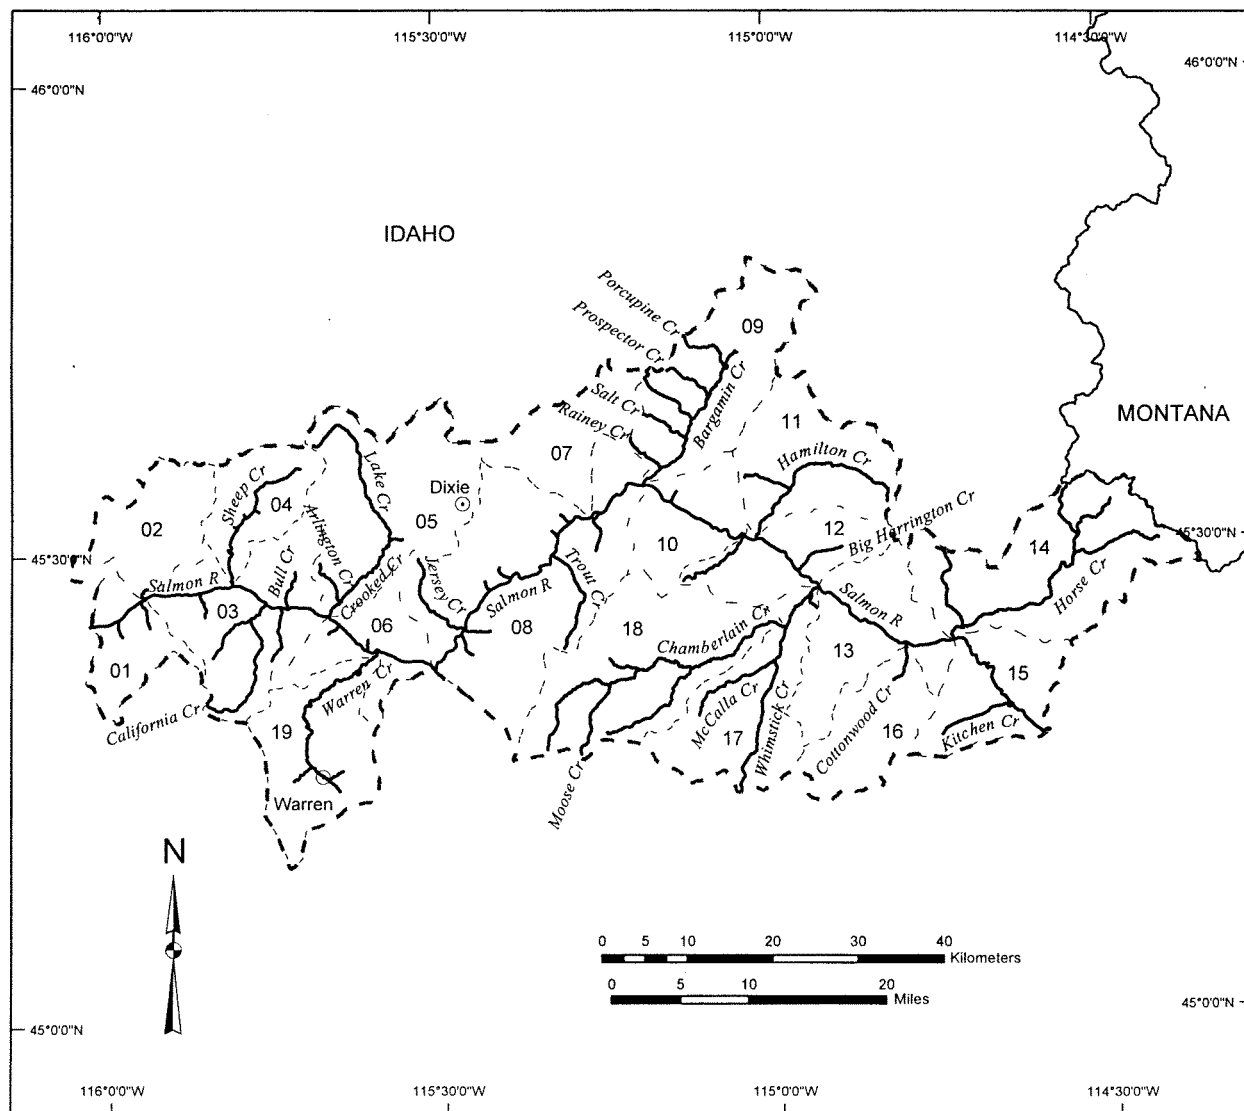 116°0'0"W
115°30'0"W
115°0'0"W
114°30'0"W
46°0'0"N
46°0'0"N
IDAHO
MONTANA
Porcupine Cr
Prospector Cr
09
Salt Cr
Rainey Cr
Bargamin Cr
11
07
Hamilton Cr
Sheep Cr
04
Lake Cr
Dixie
05
02
Arlington Cr
12
Big Harrington Cr
45°30'0"N
45°30'0"N
10
14
Salmon R
Bull Cr
Crooked Cr
Jersey Cr
Salmon R
Trout Cr
Horse Cr
03
06
08
18
Chamberlain Cr
Salmon R
13
01
15
California Cr
19
Warren Cr
McCalla Cr
17
Whimstick Cr
Cottonwood Cr
16
Kitchen Cr
Moose Cr
Warren
N
0 5 10 20 30 40
Kilometers
0 5 10 20
Miles
45°0'0"N
45°0'0"N
116°0'0"W
115°30'0"W
115°0'0"W
114°30'0"W